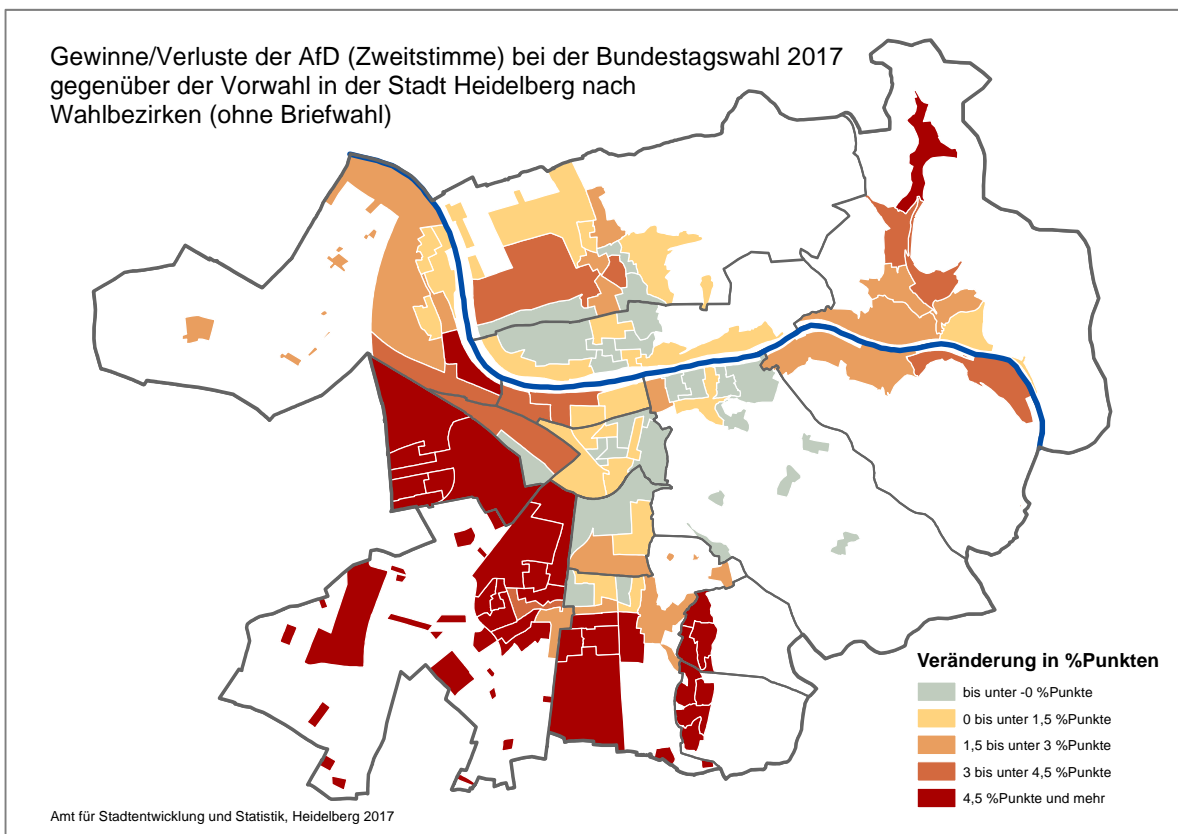 Gewinne/Verluste der AfD (Zweitstimme) bei der Bundestagswahl 2017
gegenüber der Vorwahl in der Stadt Heidelberg nach
Wahlbezirken (ohne Briefwahl)
Veränderung in %Punkten
bis unter -0 %Punkte
0 bis unter 1,5 %Punkte
1,5 bis unter 3 %Punkte
3 bis unter 4,5 %Punkte
4,5 %Punkte und mehr
Amt für Stadtentwicklung und Statistik, Heidelberg 2017